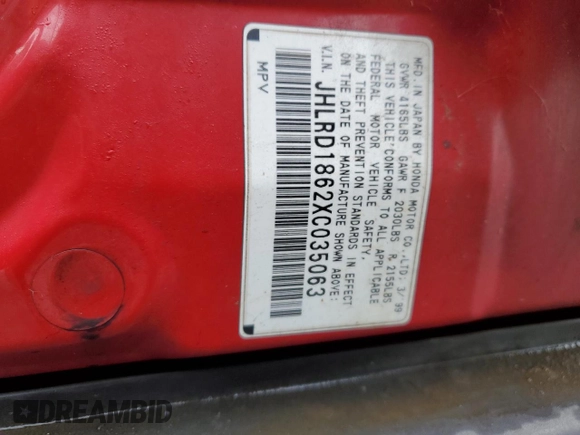 MFD. IN JAPAN BY HONDA MOTOR CO., LTD. 3/99
GVWR 4165LBS GAWR F 2030LBS R 2155LBS
THIS VEHICLE CONFORMS TO ALL APPLICABLE
FEDERAL MOTOR VEHICLE SAFETY,
AND THEFT PREVENTION STANDARDS IN EFFECT
ON THE DATE OF MANUFACTURE SHOWN ABOVE:
V.I.N. JHLRD1862XC035063
MPV
DREAMBID